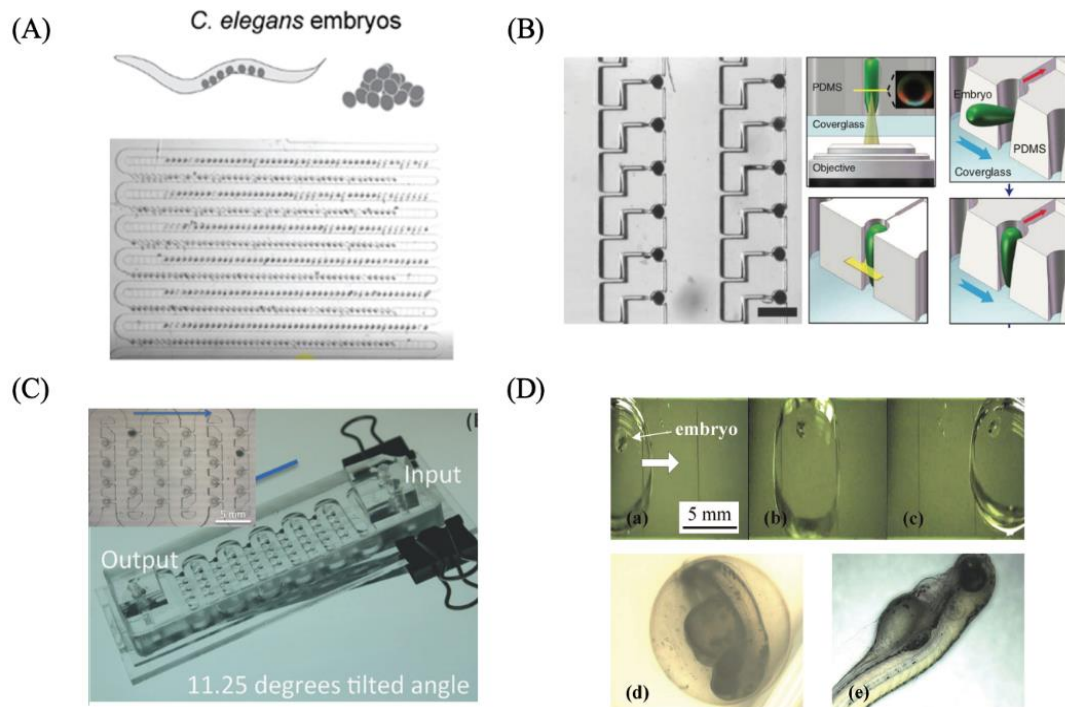 (A)
C. elegans embryos
(B)
PDMS
Coverglass
Objective
Embryo
PDMS
Coverglass
(C)
Input
Output
5 mm
11.25 degrees tilted angle
(D)
embryo
(a)
5 mm
(b)
(c)
(d)
(e)